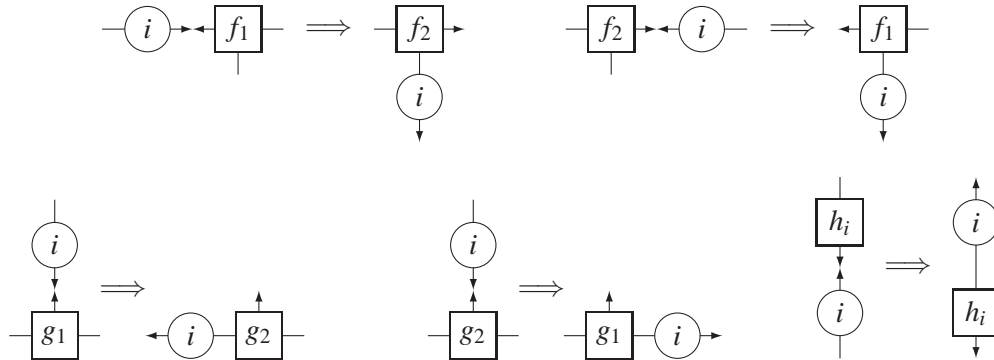 i f₁ ⟹ f₂ f₂ i ⟹ f₁
i i
i i hᵢ i
⟹ ⟹ ⟹
g₁ i g₂ g₂ g₁ i i hᵢ